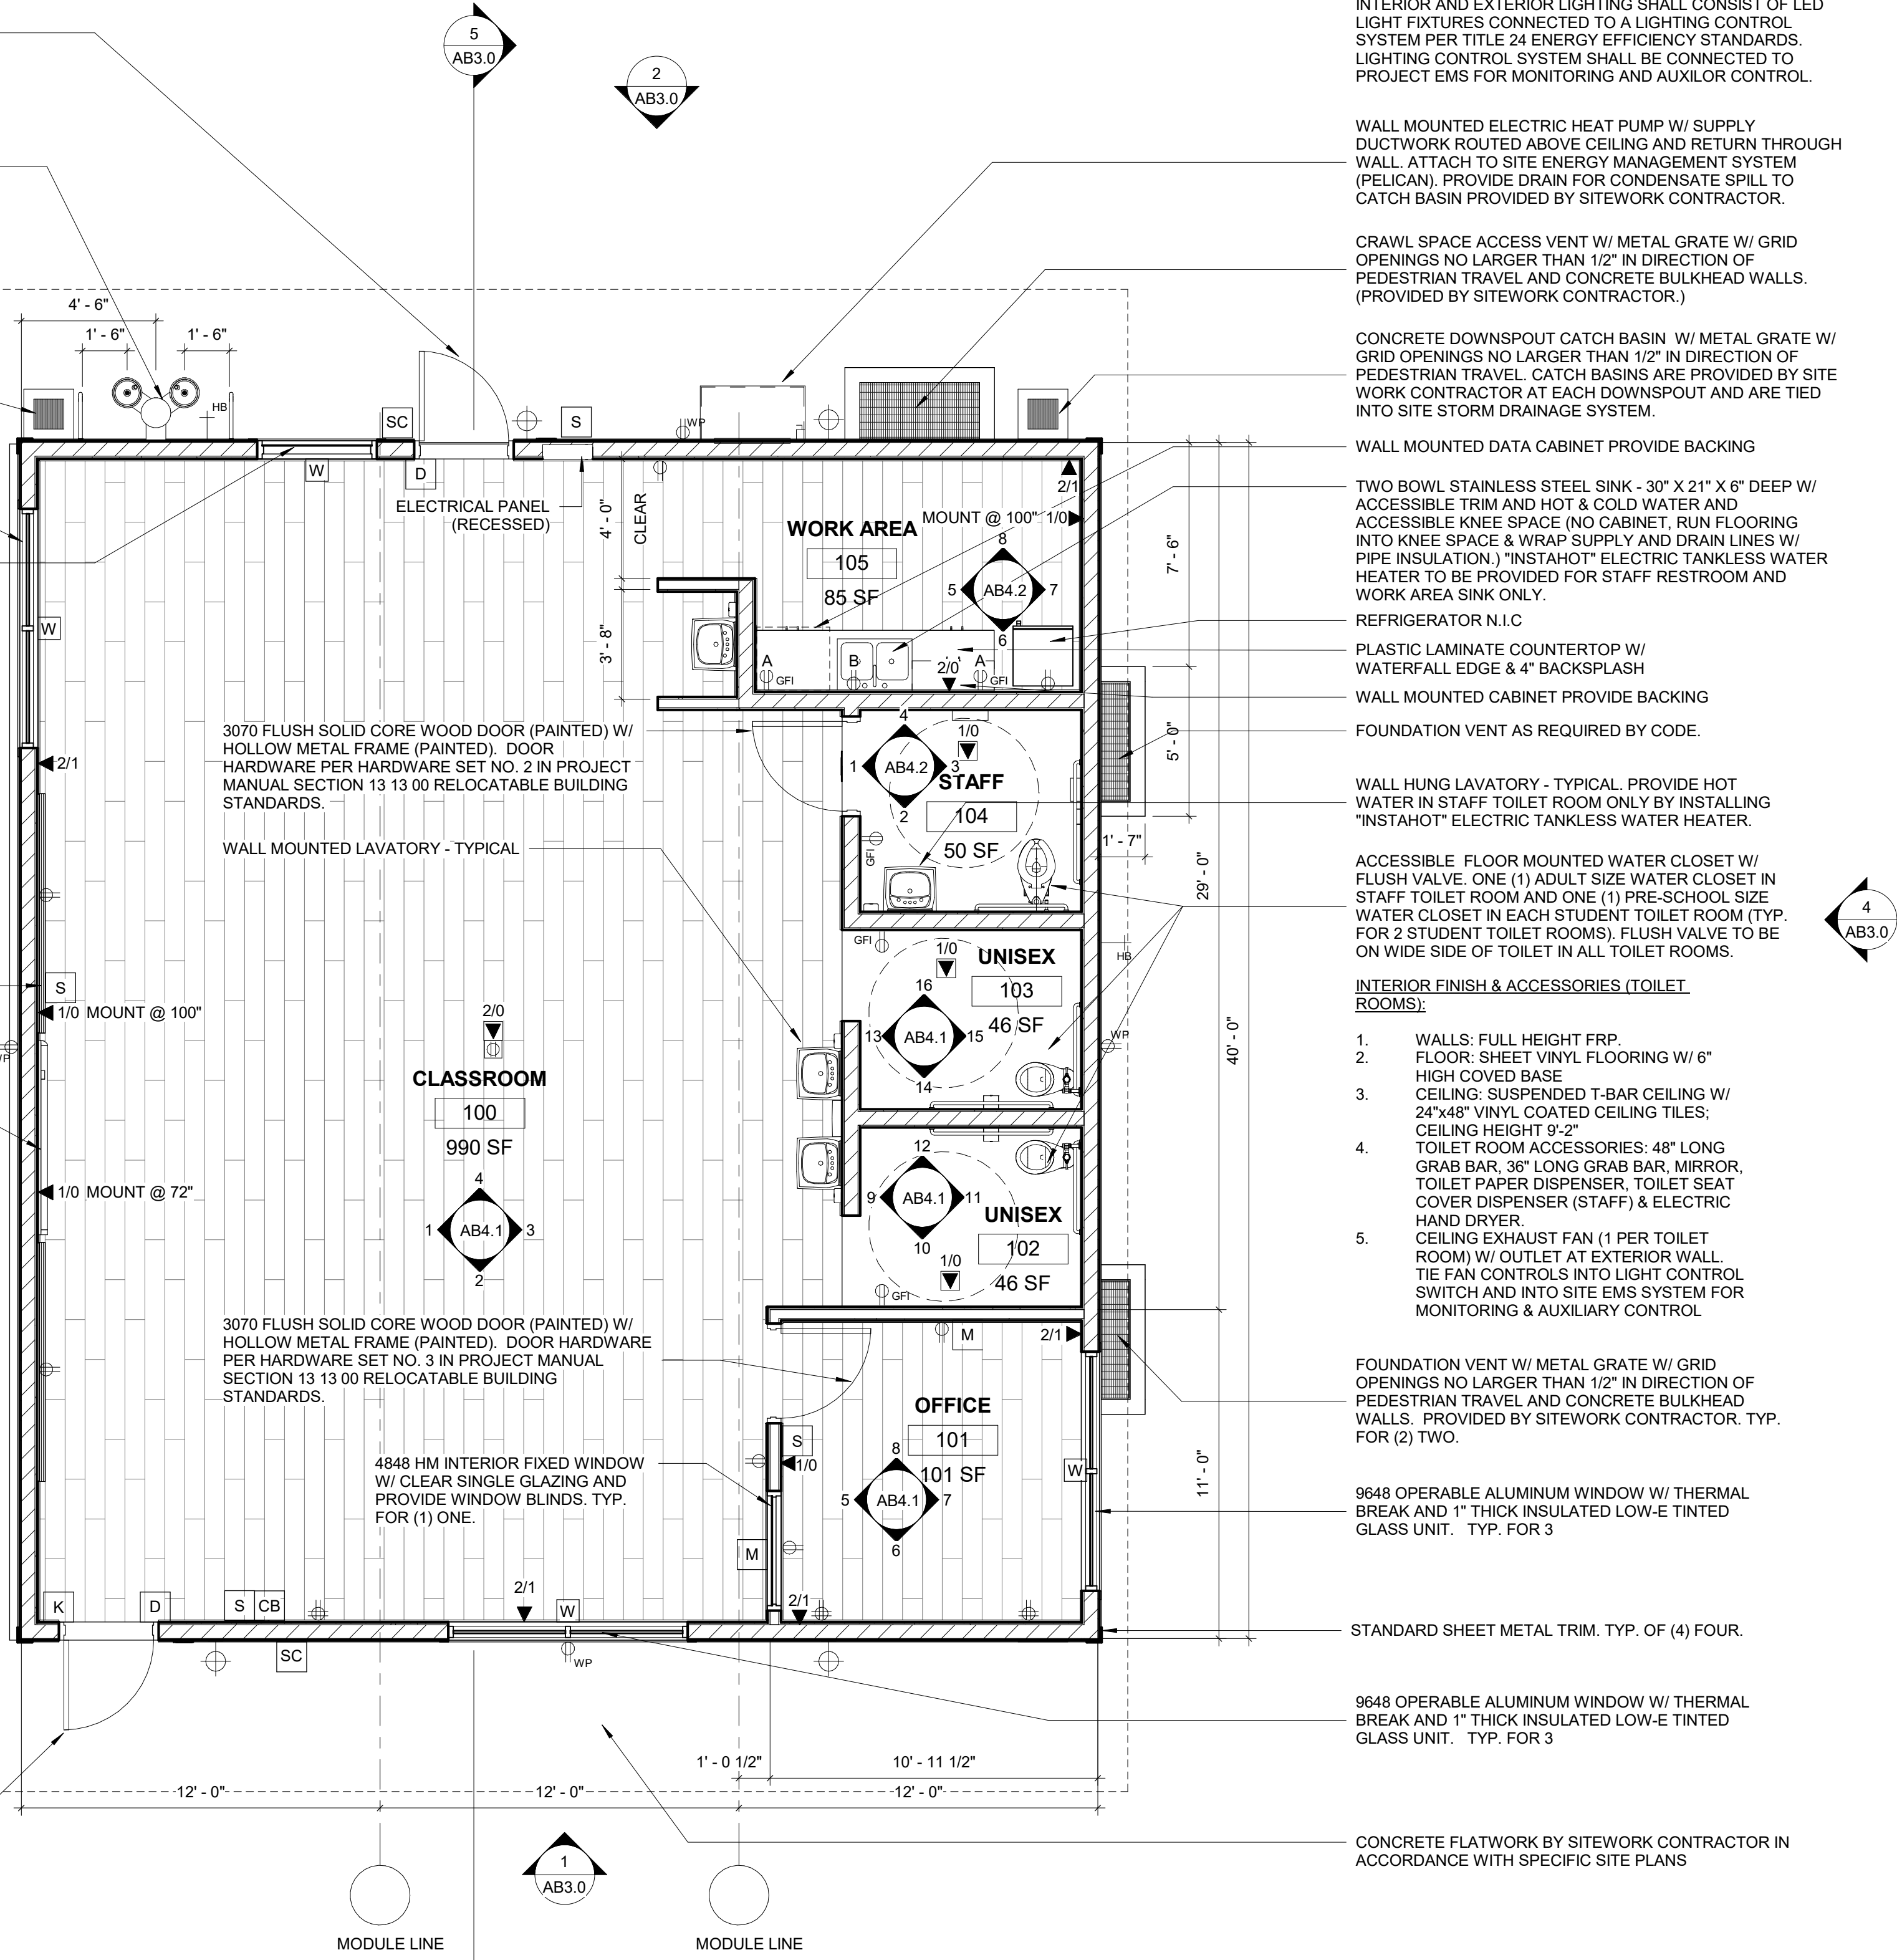 INTERIOR AND EXTERIOR LIGHTING SHALL CONSIST OF LED
LIGHT FIXTURES CONNECTED TO A LIGHTING CONTROL
SYSTEM PER TITLE 24 ENERGY EFFICIENCY STANDARDS.
LIGHTING CONTROL SYSTEM SHALL BE CONNECTED TO
PROJECT EMS FOR MONITORING AND AUXILOR CONTROL.
5
AB3.0
2
AB3.0
WALL MOUNTED ELECTRIC HEAT PUMP W/ SUPPLY
DUCTWORK ROUTED ABOVE CEILING AND RETURN THROUGH
WALL. ATTACH TO SITE ENERGY MANAGEMENT SYSTEM
(PELICAN). PROVIDE DRAIN FOR CONDENSATE SPILL TO
CATCH BASIN PROVIDED BY SITEWORK CONTRACTOR.
CRAWL SPACE ACCESS VENT W/ METAL GRATE W/ GRID
OPENINGS NO LARGER THAN 1/2" IN DIRECTION OF
PEDESTRIAN TRAVEL AND CONCRETE BULKHEAD WALLS.
(PROVIDED BY SITEWORK CONTRACTOR.)
CONCRETE DOWNSPOUT CATCH BASIN W/ METAL GRATE W/
GRID OPENINGS NO LARGER THAN 1/2" IN DIRECTION OF
PEDESTRIAN TRAVEL. CATCH BASINS ARE PROVIDED BY SITE
WORK CONTRACTOR AT EACH DOWNSPOUT AND ARE TIED
INTO SITE STORM DRAINAGE SYSTEM.
WALL MOUNTED DATA CABINET PROVIDE BACKING
TWO BOWL STAINLESS STEEL SINK - 30" X 21" X 6" DEEP W/
ACCESSIBLE TRIM AND HOT & COLD WATER AND
ACCESSIBLE KNEE SPACE (NO CABINET, RUN FLOORING
INTO KNEE SPACE & WRAP SUPPLY AND DRAIN LINES W/
PIPE INSULATION.) "INSTAHOT" ELECTRIC TANKLESS WATER
HEATER TO BE PROVIDED FOR STAFF RESTROOM AND
WORK AREA SINK ONLY.
REFRIGERATOR N.I.C
PLASTIC LAMINATE COUNTERTOP W/
WATERFALL EDGE & 4" BACKSPLASH
WALL MOUNTED CABINET PROVIDE BACKING
FOUNDATION VENT AS REQUIRED BY CODE.
WALL HUNG LAVATORY - TYPICAL. PROVIDE HOT
WATER IN STAFF TOILET ROOM ONLY BY INSTALLING
"INSTAHOT" ELECTRIC TANKLESS WATER HEATER.
ACCESSIBLE FLOOR MOUNTED WATER CLOSET W/
FLUSH VALVE. ONE (1) ADULT SIZE WATER CLOSET IN
STAFF TOILET ROOM AND ONE (1) PRE-SCHOOL SIZE
WATER CLOSET IN EACH STUDENT TOILET ROOM (TYP.
FOR 2 STUDENT TOILET ROOMS). FLUSH VALVE TO BE
ON WIDE SIDE OF TOILET IN ALL TOILET ROOMS.
4
AB3.0
INTERIOR FINISH & ACCESSORIES (TOILET
ROOMS):
1. WALLS: FULL HEIGHT FRP.
2. FLOOR: SHEET VINYL FLOORING W/ 6"
HIGH COVED BASE
3. CEILING: SUSPENDED T-BAR CEILING W/
24"x48" VINYL COATED CEILING TILES;
CEILING HEIGHT 9'-2"
4. TOILET ROOM ACCESSORIES: 48" LONG
GRAB BAR, 36" LONG GRAB BAR, MIRROR,
TOILET PAPER DISPENSER, TOILET SEAT
COVER DISPENSER (STAFF) & ELECTRIC
HAND DRYER.
5. CEILING EXHAUST FAN (1 PER TOILET
ROOM) W/ OUTLET AT EXTERIOR WALL.
TIE FAN CONTROLS INTO LIGHT CONTROL
SWITCH AND INTO SITE EMS SYSTEM FOR
MONITORING & AUXILIARY CONTROL
FOUNDATION VENT W/ METAL GRATE W/ GRID
OPENINGS NO LARGER THAN 1/2" IN DIRECTION OF
PEDESTRIAN TRAVEL AND CONCRETE BULKHEAD
WALLS. PROVIDED BY SITEWORK CONTRACTOR. TYP.
FOR (2) TWO.
9648 OPERABLE ALUMINUM WINDOW W/ THERMAL
BREAK AND 1" THICK INSULATED LOW-E TINTED
GLASS UNIT. TYP. FOR 3
STANDARD SHEET METAL TRIM. TYP. OF (4) FOUR.
9648 OPERABLE ALUMINUM WINDOW W/ THERMAL
BREAK AND 1" THICK INSULATED LOW-E TINTED
GLASS UNIT. TYP. FOR 3
CONCRETE FLATWORK BY SITEWORK CONTRACTOR IN
ACCORDANCE WITH SPECIFIC SITE PLANS
4' - 6"
1' - 6"
1' - 6"
HB
SC
S
WP
W
D
ELECTRICAL PANEL
(RECESSED)
4' - 0"
CLEAR
3' - 8"
2/1
MOUNT @ 100" 1/0
WORK AREA
105
85 SF
8
5 AB4.2 7
6
A
B
A
2/0
GFI
GFI
7' - 6"
5' - 0"
1' - 7"
29' - 0"
40' - 0"
11' - 0"
W
2/1
3070 FLUSH SOLID CORE WOOD DOOR (PAINTED) W/
HOLLOW METAL FRAME (PAINTED). DOOR
HARDWARE PER HARDWARE SET NO. 2 IN PROJECT
MANUAL SECTION 13 13 00 RELOCATABLE BUILDING
STANDARDS.
4
1 AB4.2 3
2
1/0
STAFF
104
50 SF
GFI
WALL MOUNTED LAVATORY - TYPICAL
GFI
1/0
UNISEX
103
46 SF
16
13 AB4.1 15
14
HB
WP
S
1/0 MOUNT @ 100"
WP
2/0
CLASSROOM
100
990 SF
4
1 AB4.1 3
2
1/0 MOUNT @ 72"
12
9 AB4.1 11
10
UNISEX
102
46 SF
1/0
GFI
3070 FLUSH SOLID CORE WOOD DOOR (PAINTED) W/
HOLLOW METAL FRAME (PAINTED). DOOR HARDWARE
PER HARDWARE SET NO. 3 IN PROJECT MANUAL
SECTION 13 13 00 RELOCATABLE BUILDING
STANDARDS.
M
2/1
OFFICE
101
101 SF
8
5 AB4.1 7
6
S
1/0
W
4848 HM INTERIOR FIXED WINDOW
W/ CLEAR SINGLE GLAZING AND
PROVIDE WINDOW BLINDS. TYP.
FOR (1) ONE.
M
K
D
S
CB
2/1
W
2/1
SC
WP
1' - 0 1/2"
10' - 11 1/2"
12' - 0"
12' - 0"
12' - 0"
1
AB3.0
MODULE LINE
MODULE LINE